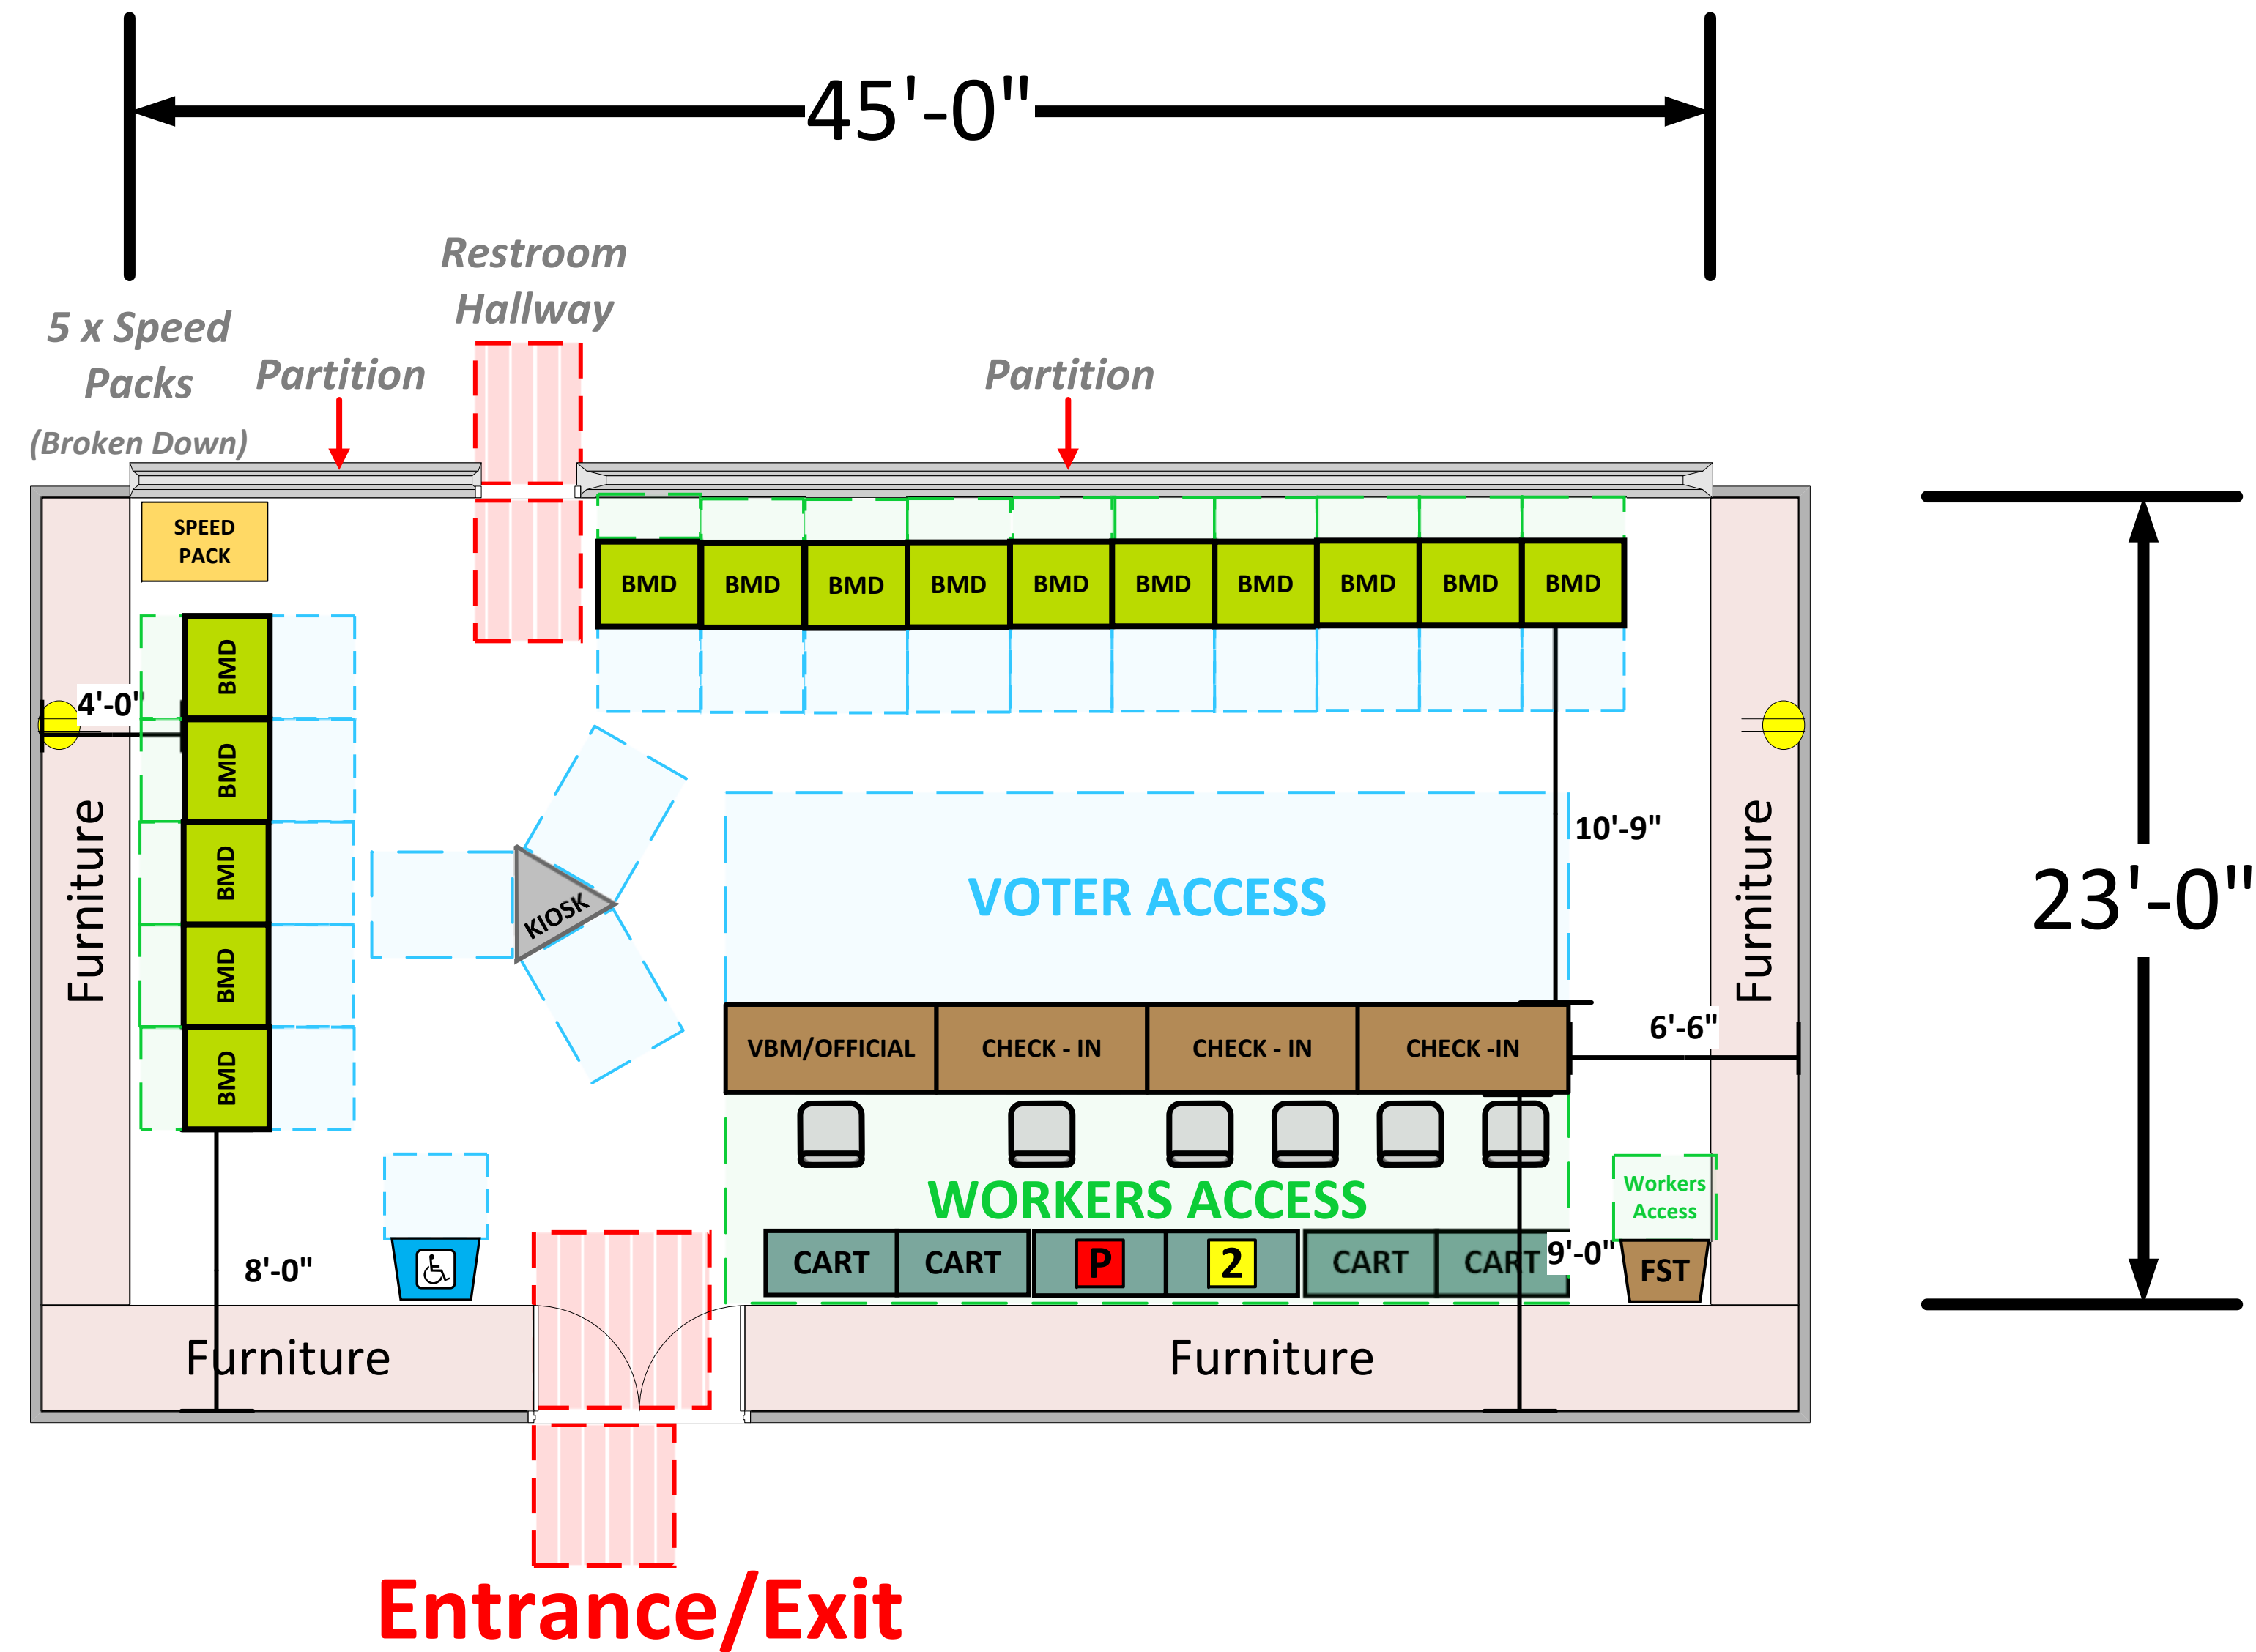 45'-0"
Restroom
Hallway
5 x Speed
Packs
(Broken Down)
Partition
Partition
SPEED
PACK
BMD BMD BMD BMD BMD BMD BMD BMD BMD BMD
BMD
4'-0"
BMD
BMD
BMD
BMD
Furniture
KIOSK
VOTER ACCESS
10'-9"
Furniture
23'-0"
6'-6"
VBM/OFFICIAL CHECK - IN CHECK - IN CHECK -IN
WORKERS ACCESS
Workers
Access
CART CART P 2 CART CART
9'-0"
FST
8'-0"
Furniture
Furniture
Entrance/Exit